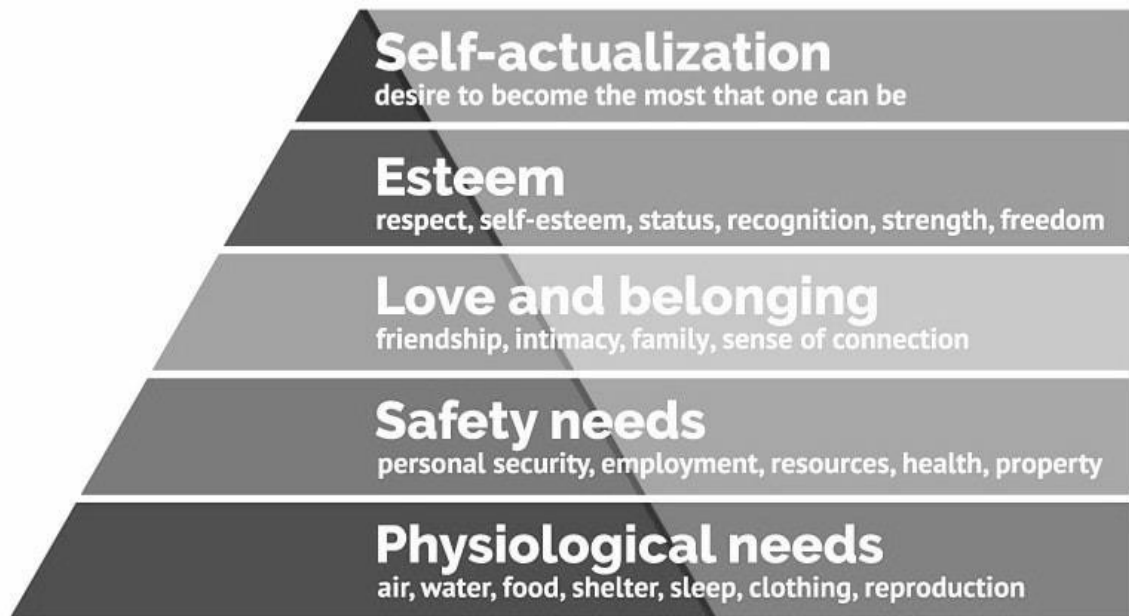 Self-actualization
desire to become the most that one can be
Esteem
respect, self-esteem, status, recognition, strength, freedom
Love and belonging
friendship, intimacy, family, sense of connection
Safety needs
personal security, employment, resources, health, property
Physiological needs
air, water, food, shelter, sleep, clothing, reproduction